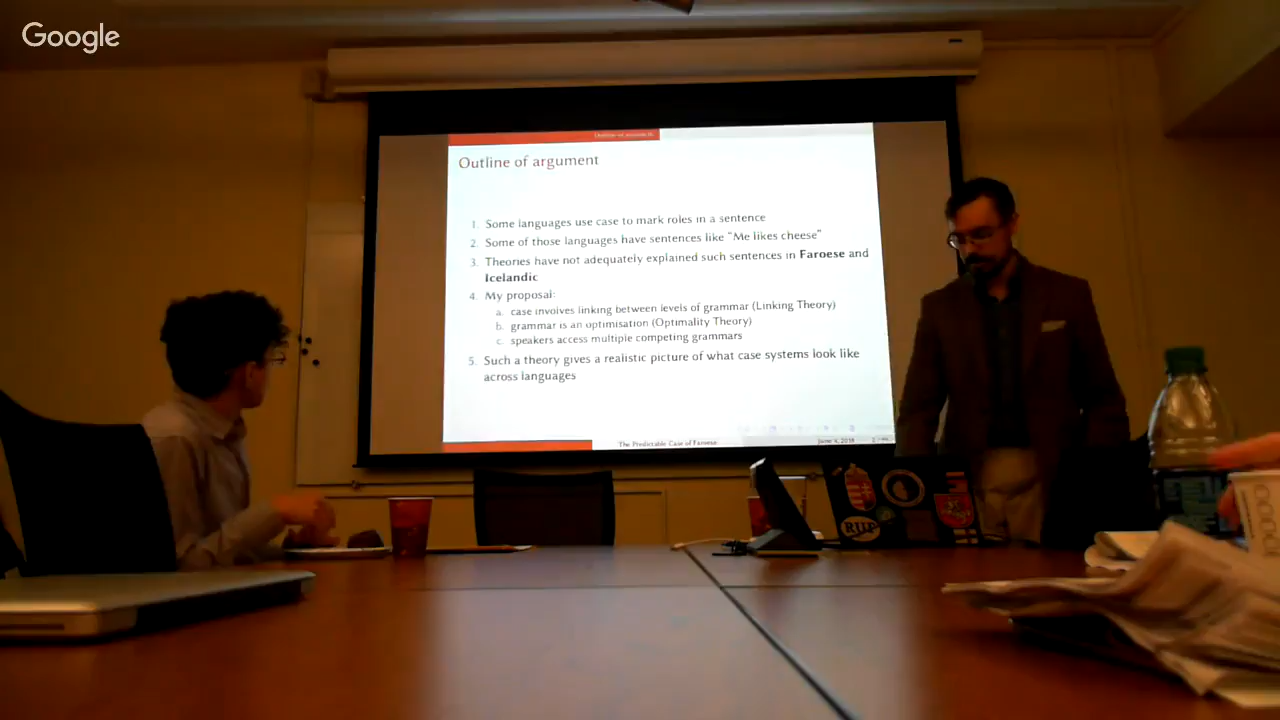 Google
Outline of argument
1. Some languages use case to mark roles in a sentence
2. Some of those languages have sentences like "Me likes cheese"
3. Theories have not adequately explained such sentences in Faroese and
Icelandic
4. My proposal:
a. case involves linking between levels of grammar (Linking Theory)
b. grammar is an optimisation (Optimality Theory)
c. speakers access multiple competing grammars
5. Such a theory gives a realistic picture of what case systems look like
across languages
The Predictable Case of Faroese
RUF